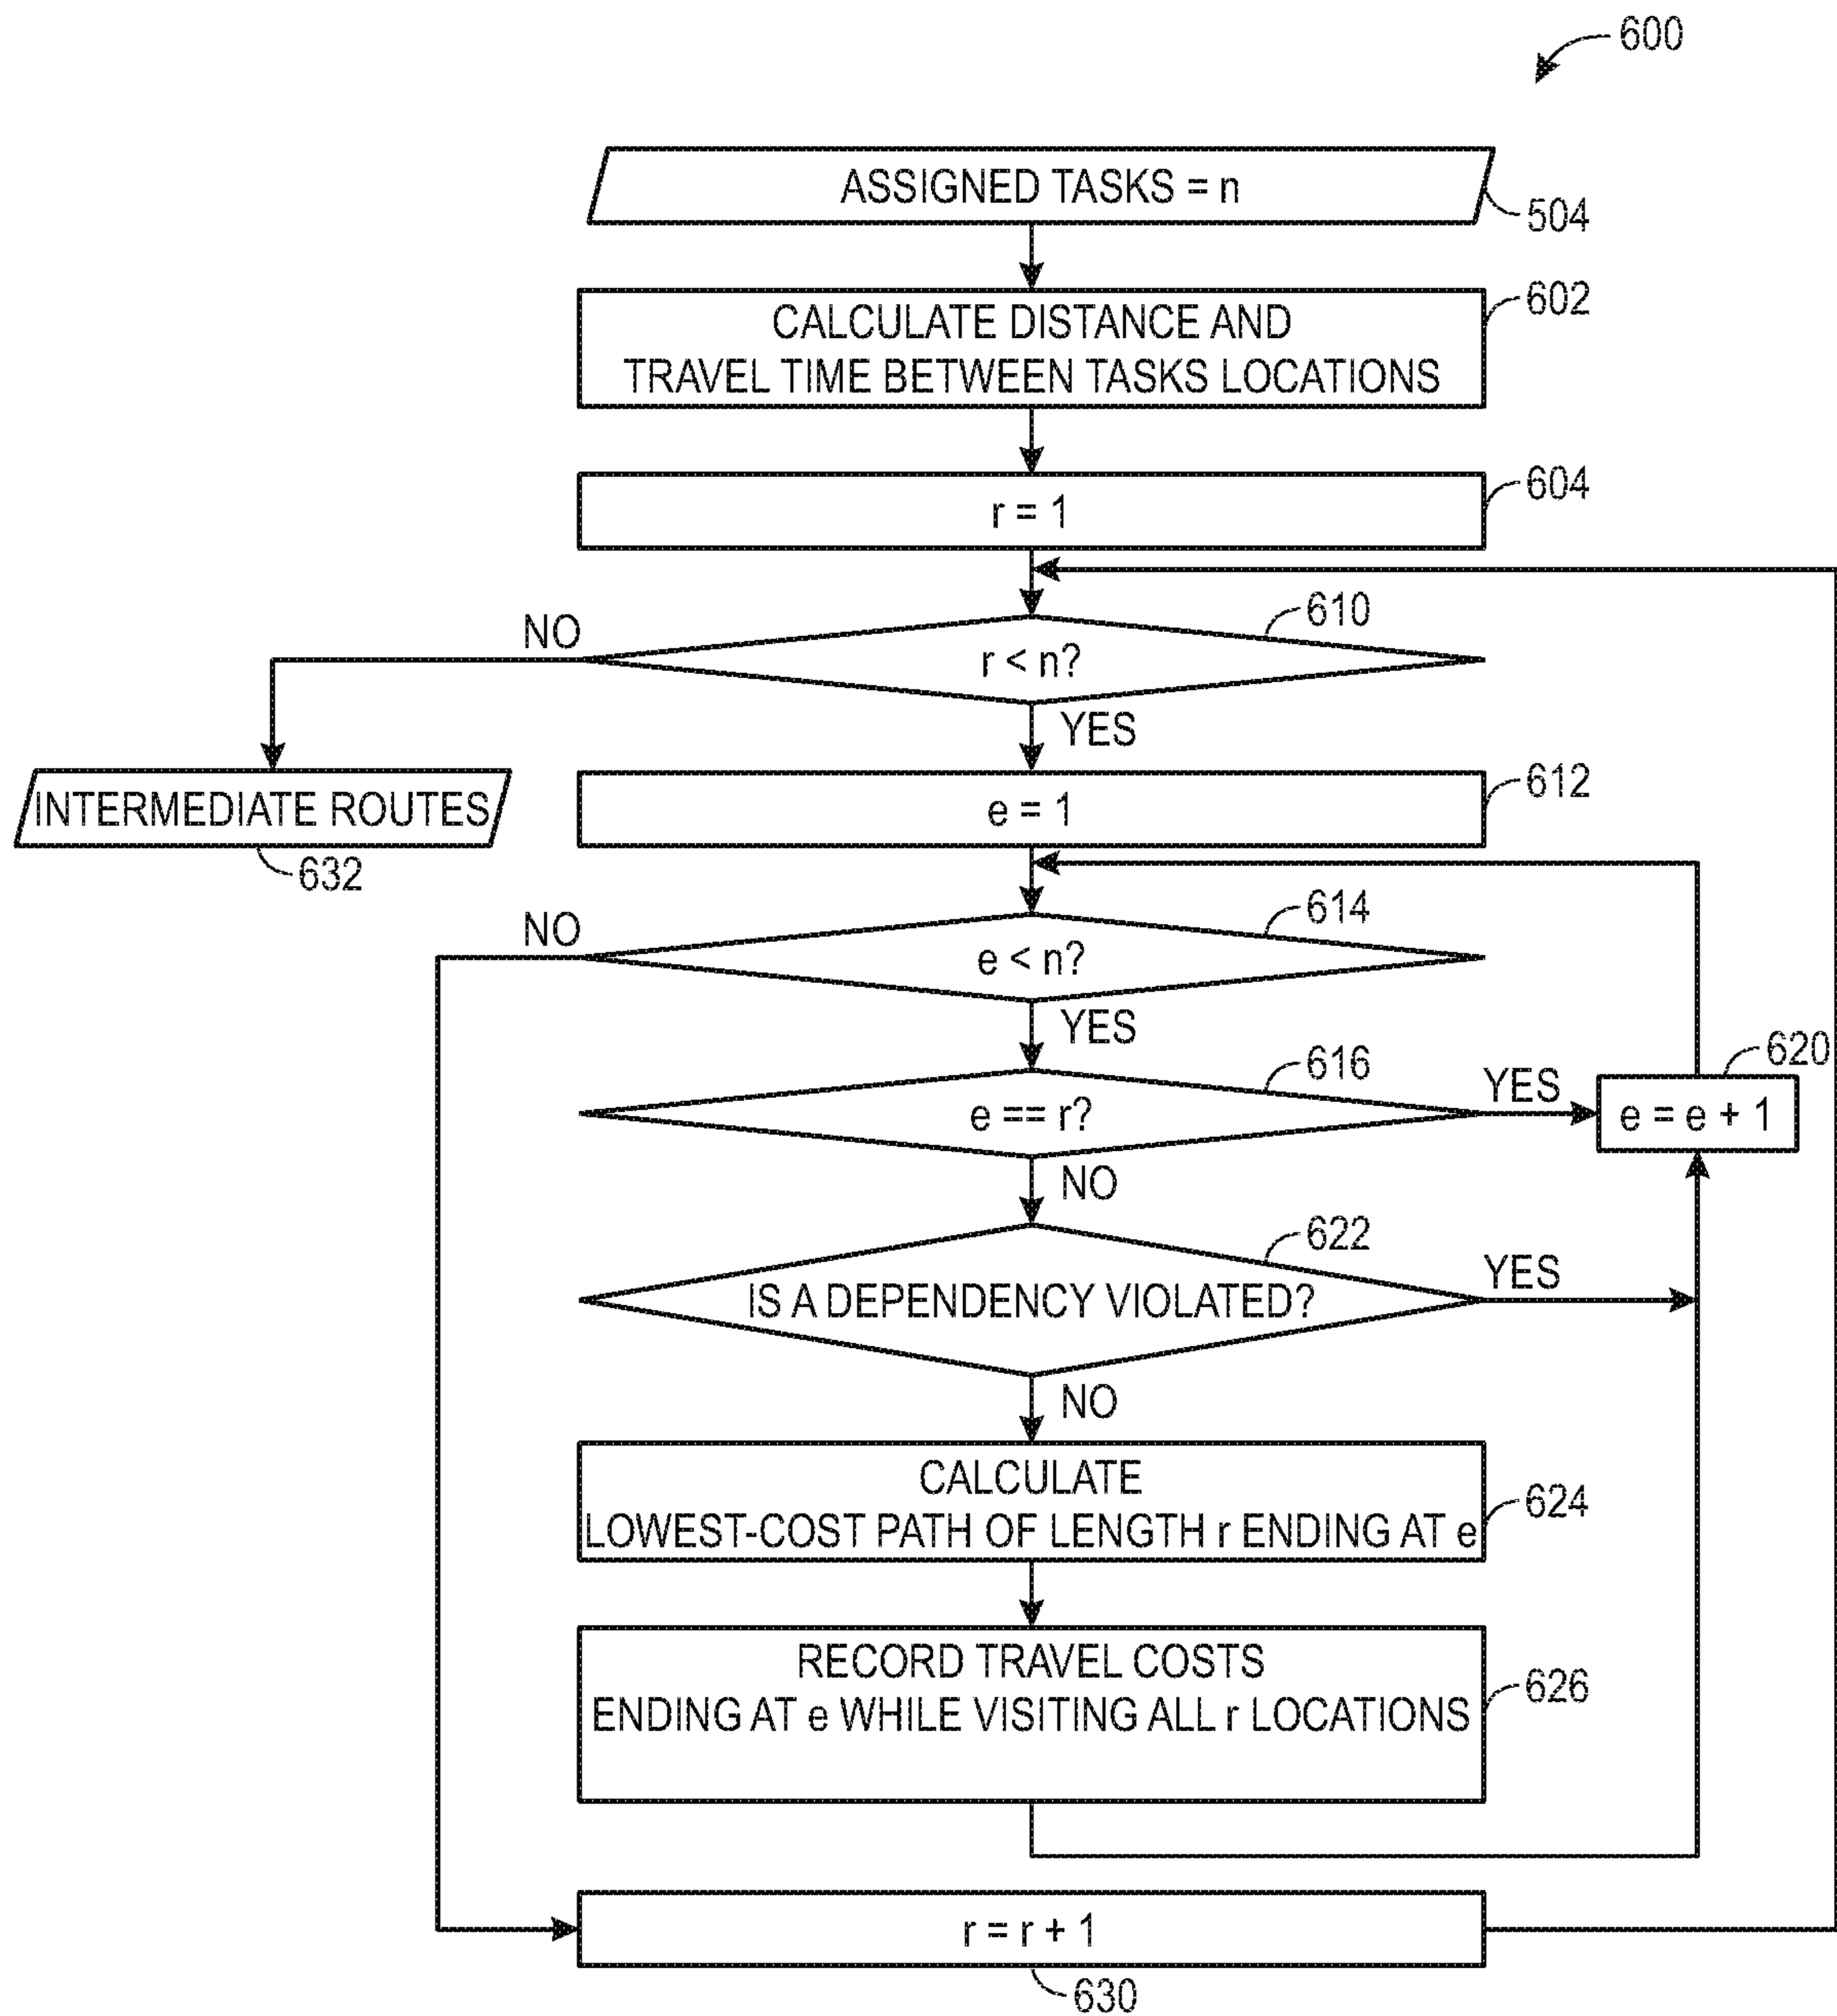 600
ASSIGNED TASKS = n
504
602
CALCULATE DISTANCE AND
TRAVEL TIME BETWEEN TASKS LOCATIONS
604
r = 1
610
NO
r < n?
YES
INTERMEDIATE ROUTES
632
612
e = 1
614
NO
e < n?
YES
616
e == r?
YES
620
e = e + 1
NO
622
IS A DEPENDENCY VIOLATED?
YES
NO
CALCULATE
LOWEST-COST PATH OF LENGTH r ENDING AT e
624
RECORD TRAVEL COSTS
ENDING AT e WHILE VISITING ALL r LOCATIONS
626
r = r + 1
630